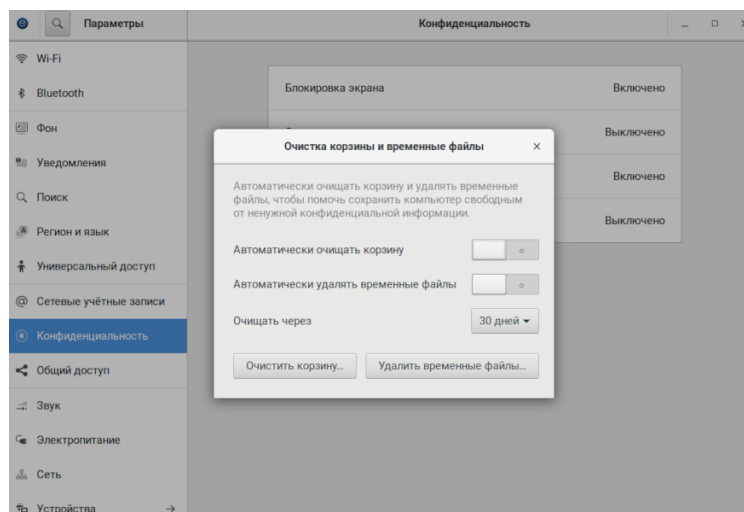 Параметры
Конфиденциальность
Wi-Fi
Bluetooth
Фон
Уведомления
Поиск
Регион и язык
Универсальный доступ
Сетевые учётные записи
Конфиденциальность
Общий доступ
Звук
Электропитание
Сеть
Устройства
Блокировка экрана Включено
Выключено
Включено
Выключено
Очистка корзины и временные файлы
Автоматически очищать корзину и удалять временные
файлы, чтобы помочь сохранить компьютер свободным
от ненужной конфиденциальной информации.
Автоматически очищать корзину
Автоматически удалять временные файлы
Очищать через 30 дней
Очистить корзину... Удалить временные файлы...